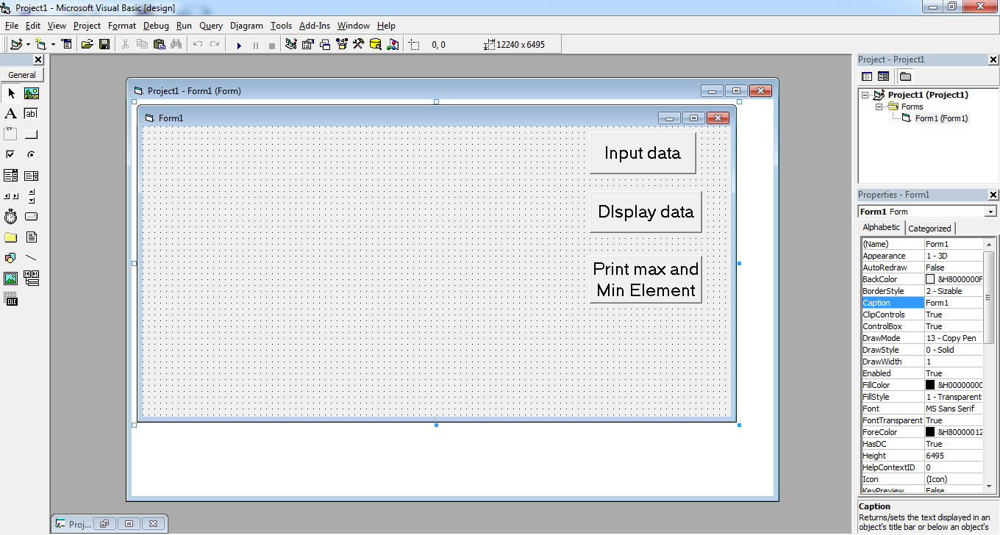 Project1 - Microsoft Visual Basic [design]
File Edit View Project Format Debug Run Query Diagram Tools Add-Ins Window Help
0, 0 12240 x 6495
General
A ab|
xv
OLE
Project1 - Form1 (Form)
Form1
Input data
DIsplay data
Print max and
Min Element
Proj...
Project - Project1
Project1 (Project1)
Forms
Form1 (Form1)
Properties - Form1
Form1 Form
Alphabetic Categorized
(Name) Form1
Appearance 1 - 3D
AutoRedraw False
BackColor &H8000000F
BorderStyle 2 - Sizable
Caption Form1
ClipControls True
ControlBox True
DrawMode 13 - Copy Pen
DrawStyle 0 - Solid
DrawWidth 1
Enabled True
FillColor &H00000000
FillStyle 1 - Transparent
Font MS Sans Serif
FontTransparent True
ForeColor &H80000012
HasDC True
Height 6495
HelpContextID 0
Icon (Icon)
KeyPreview False
Caption
Returns/sets the text displayed in an
object's title bar or below an object's